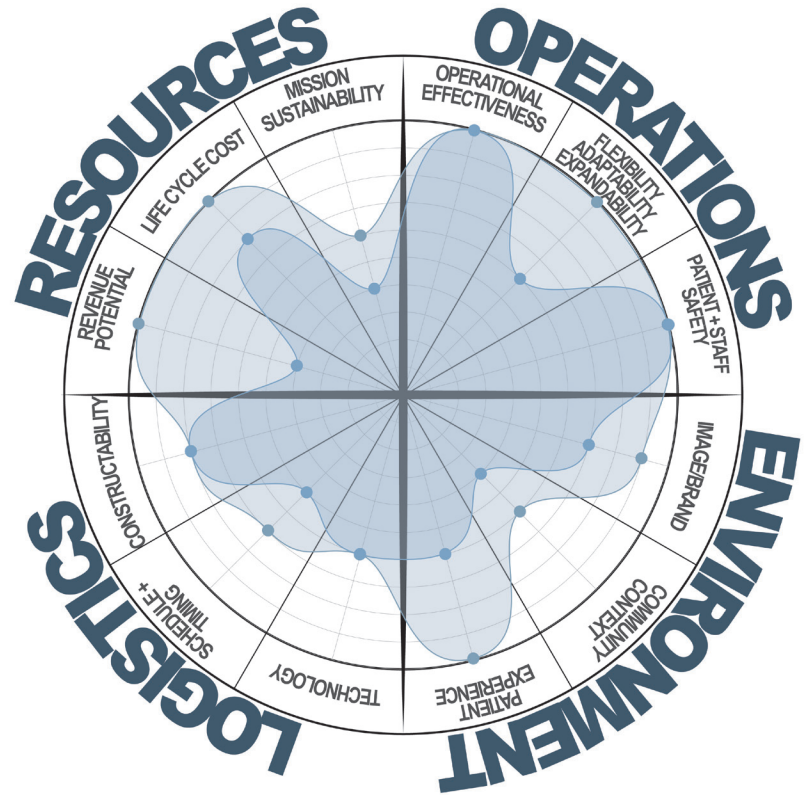 RESOURCES
OPERATIONS
MISSION
SUSTAINABILITY
OPERATIONAL
EFFECTIVENESS
LIFE CYCLE COST
FLEXIBILITY
ADAPTABILITY
EXPANDABILITY
REVENUE
POTENTIAL
PATIENT + STAFF
SAFETY
CONSTRUCTABILITY
IMAGE/BRAND
SCHEDULE +
TIMING
COMMUNITY
CONTEXT
TECHNOLOGY
PATIENT
EXPERIENCE
LOGISTICS
ENVIRONMENT